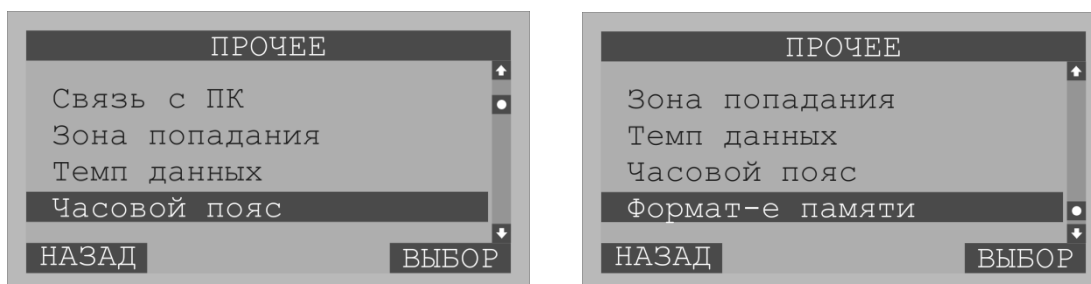 ПРОЧЕЕ
Связь с ПК
Зона попадания
Темп данных
Часовой пояс
НАЗАД ВЫБОР
ПРОЧЕЕ
Зона попадания
Темп данных
Часовой пояс
Формат-е памяти
НАЗАД ВЫБОР